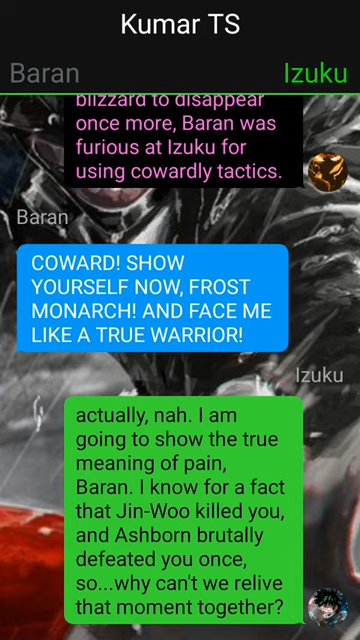 Kumar TS
Baran Izuku
blizzard to disappear
once more, Baran was
furious at Izuku for
using cowardly tactics.
Baran
COWARD! SHOW
YOURSELF NOW, FROST
MONARCH! AND FACE ME
LIKE A TRUE WARRIOR!
Izuku
actually, nah. I am
going to show the true
meaning of pain,
Baran. I know for a fact
that Jin-Woo killed you,
and Ashborn brutally
defeated you once,
so...why can't we relive
that moment together?